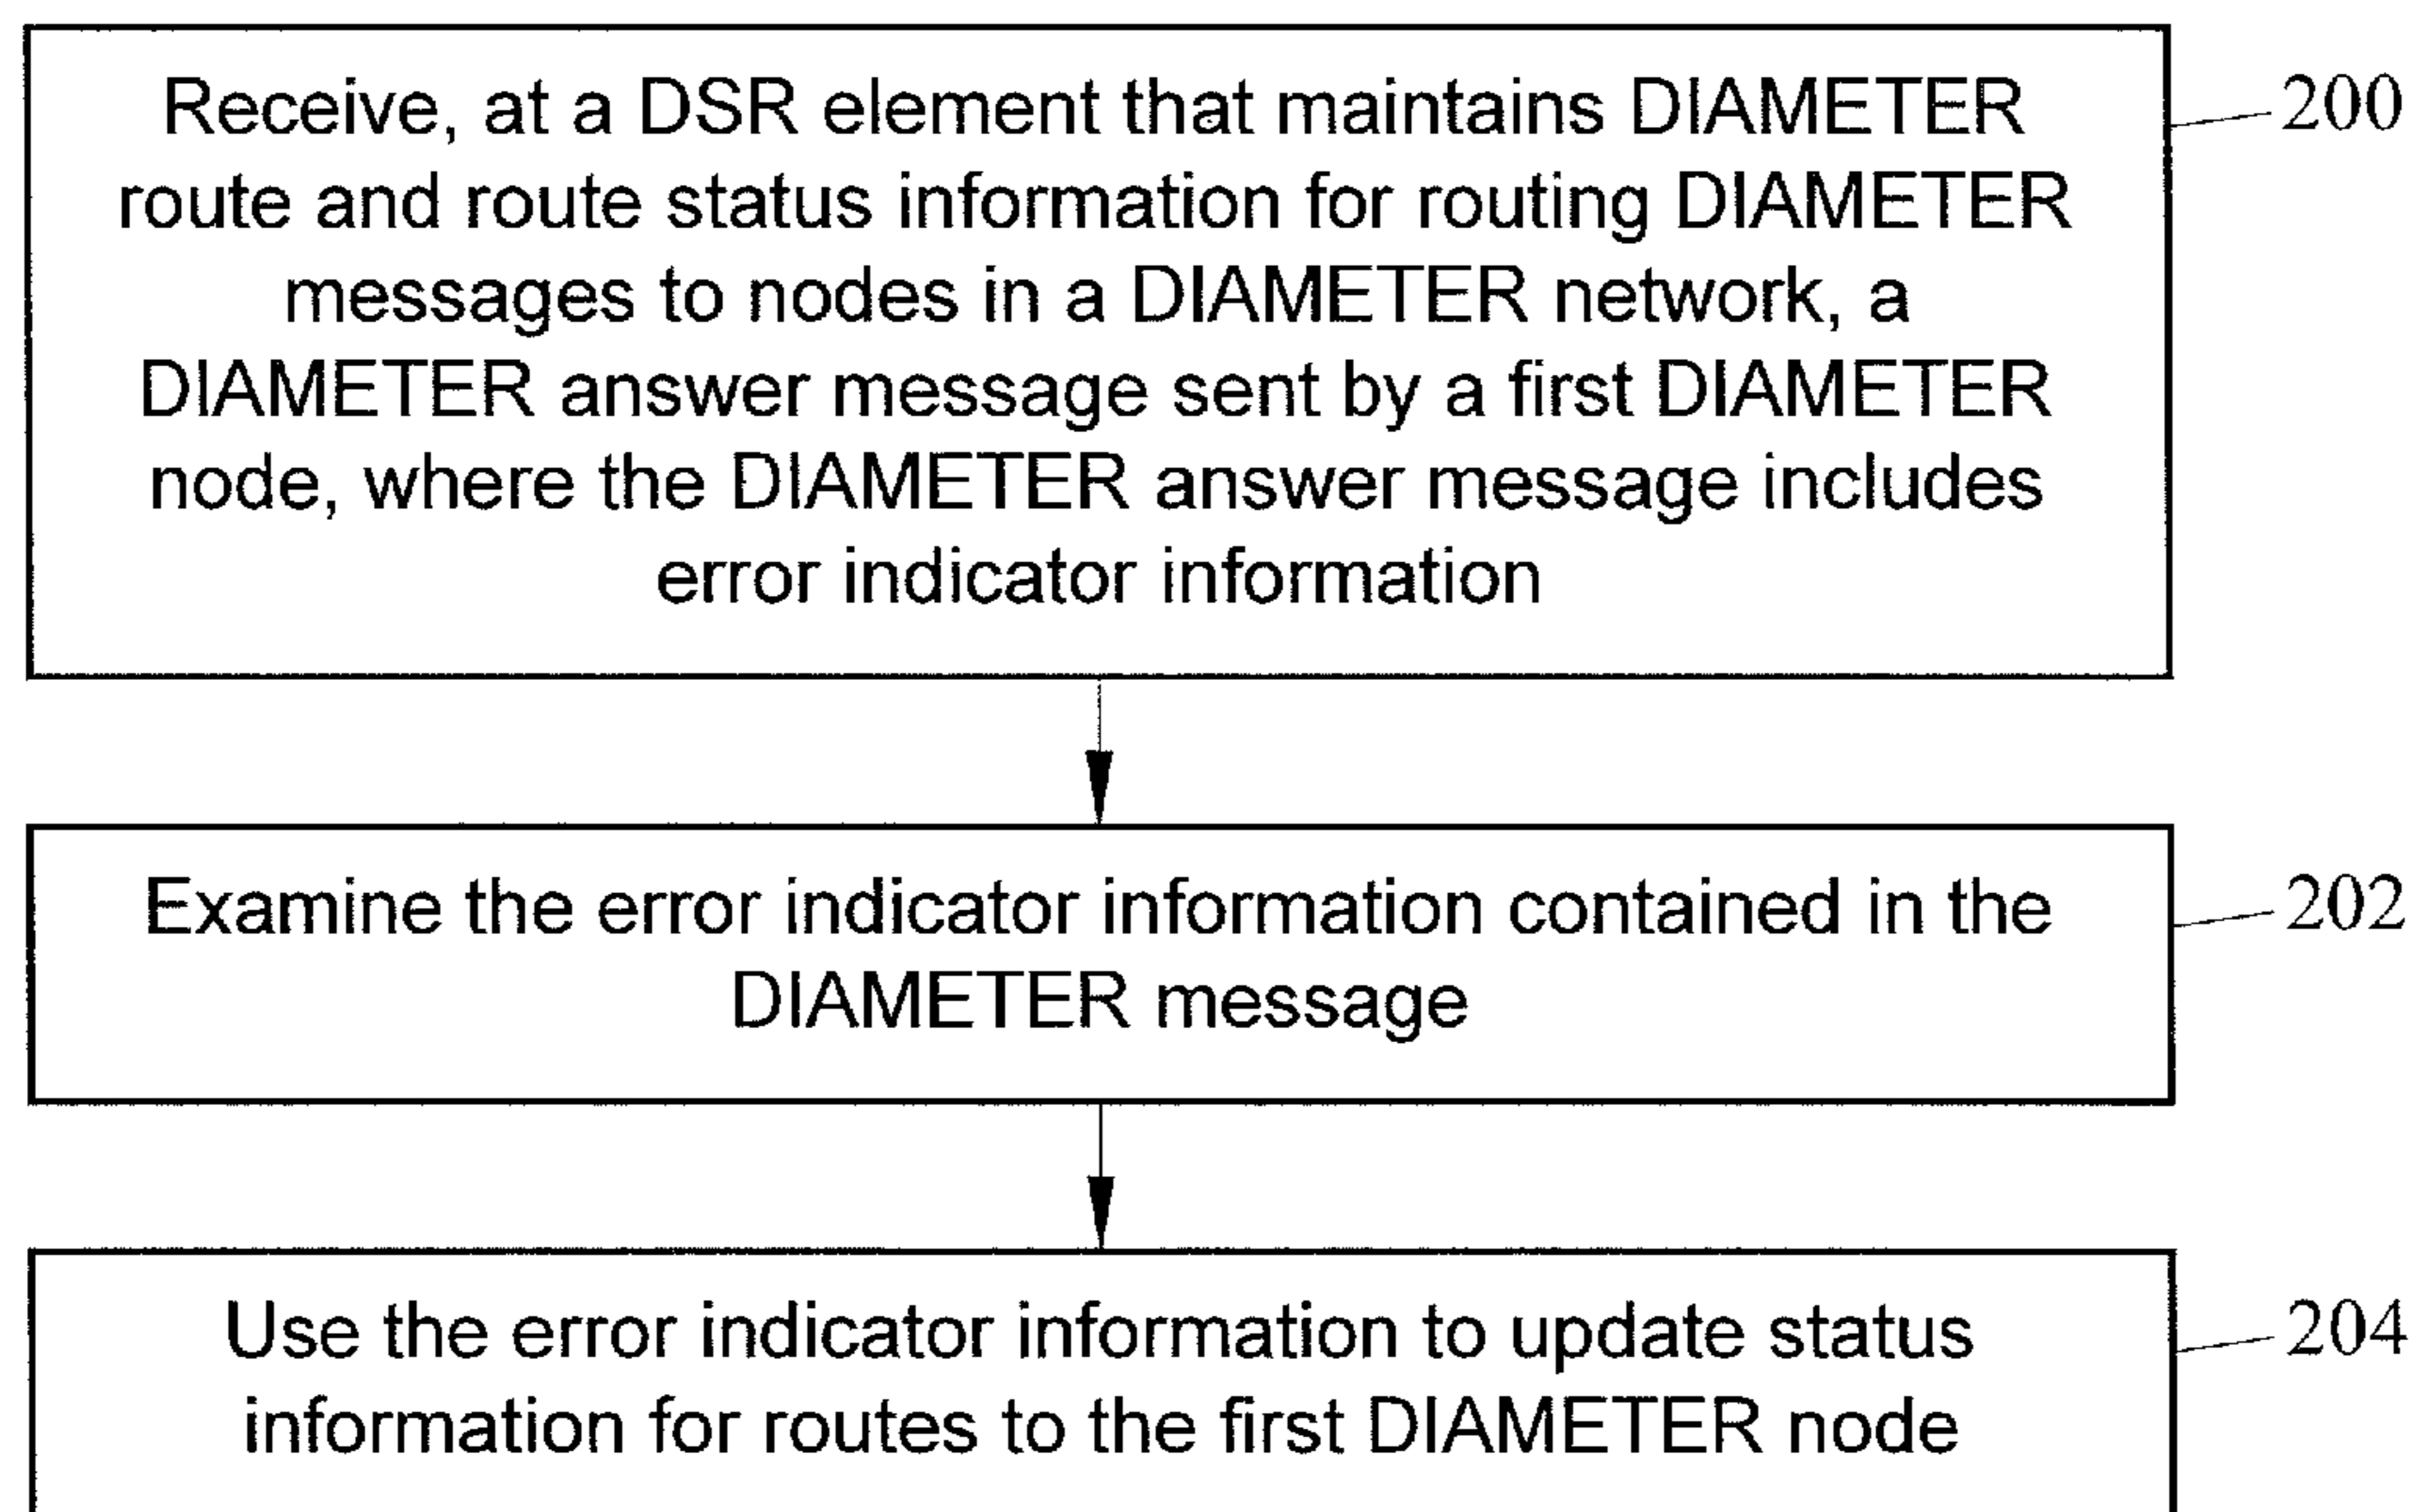 Receive, at a DSR element that maintains DIAMETER
route and route status information for routing DIAMETER
messages to nodes in a DIAMETER network, a
DIAMETER answer message sent by a first DIAMETER
node, where the DIAMETER answer message includes
error indicator information
200
Examine the error indicator information contained in the
DIAMETER message
202
Use the error indicator information to update status
information for routes to the first DIAMETER node
204